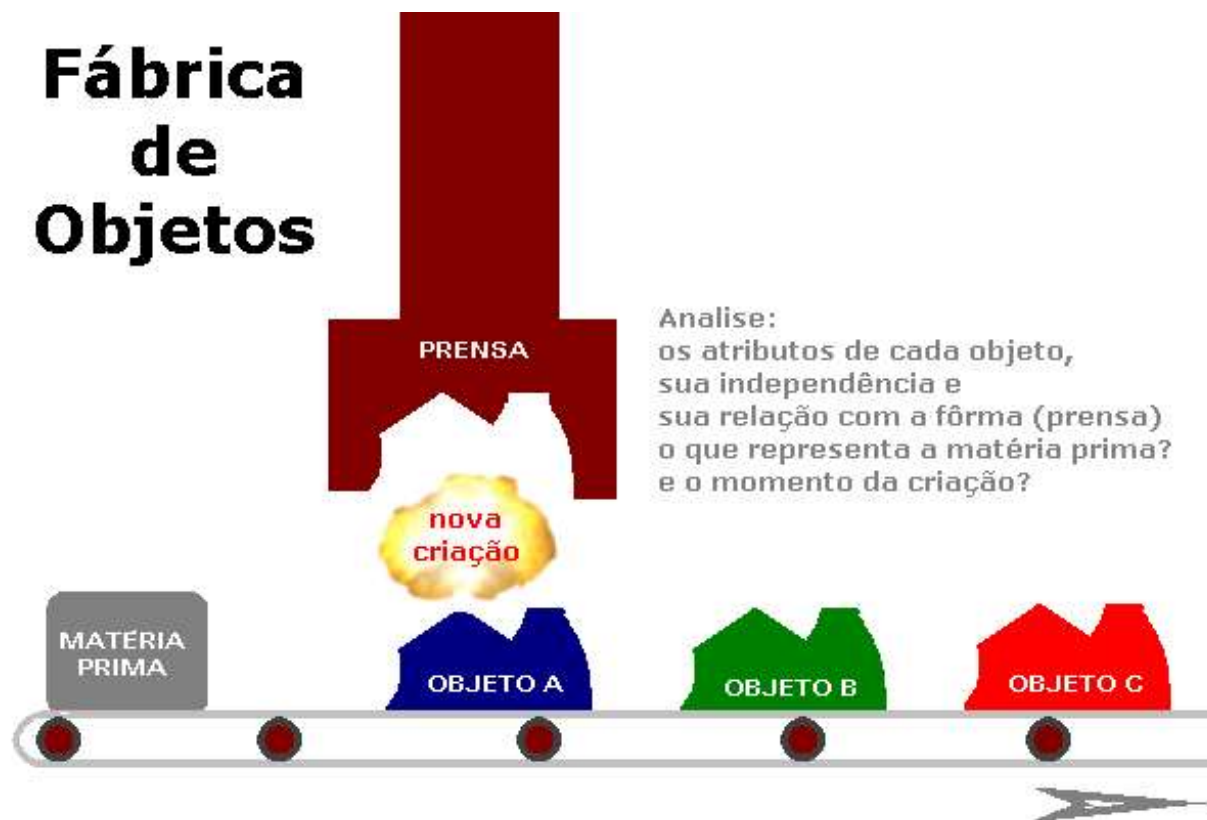 Fábrica
de
Objetos
PRENSA
Analise:
os atributos de cada objeto,
sua independência e
sua relação com a fôrma (prensa)
o que representa a matéria prima?
e o momento da criação?
nova
criação
MATÉRIA
PRIMA
OBJETO A
OBJETO B
OBJETO C